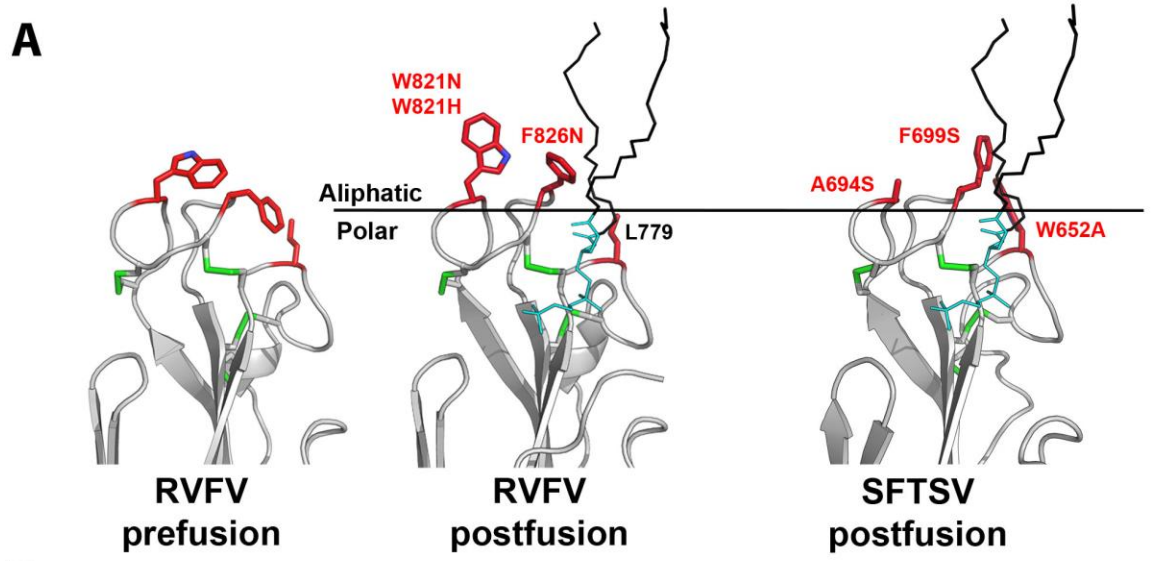 A
W821N
W821H
F826N
F699S
A694S
Aliphatic
Polar
L779
W652A
RVFV
prefusion
RVFV
postfusion
SFTSV
postfusion